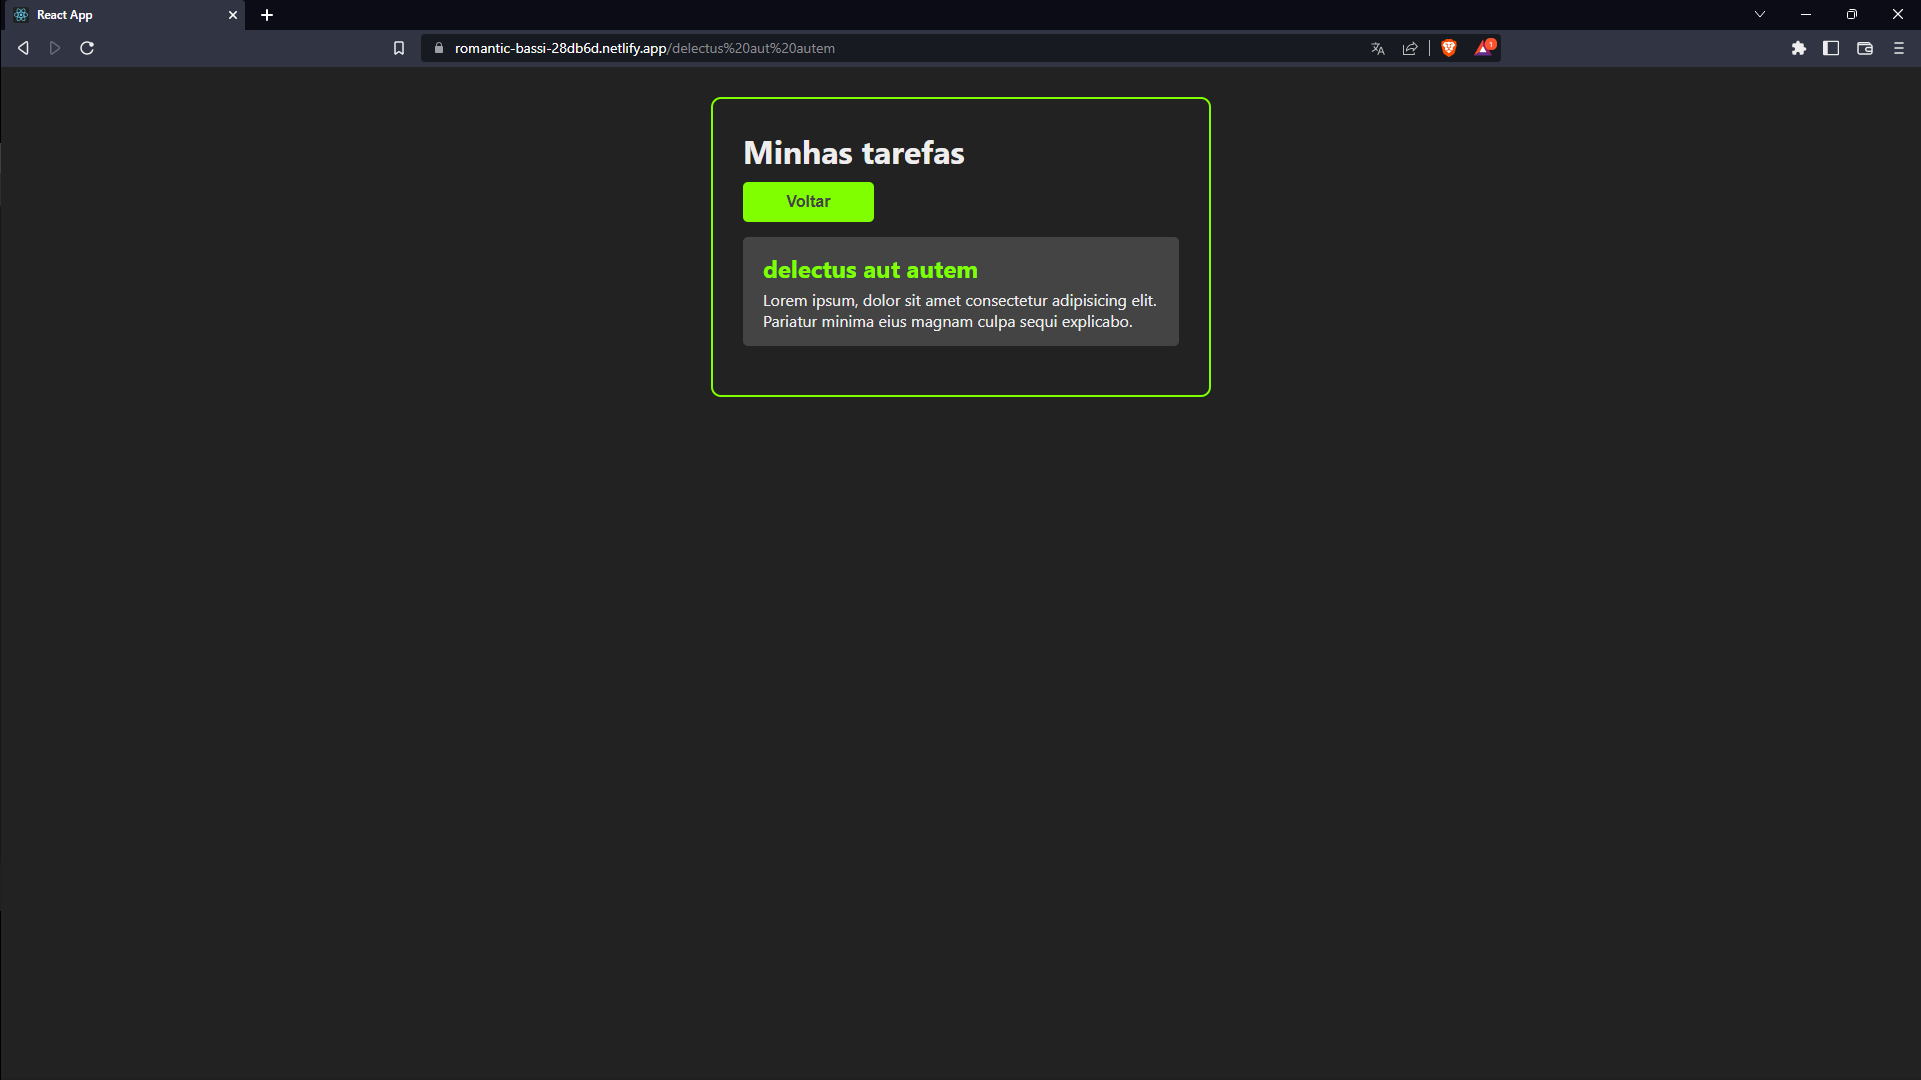 React App
romantic-bassi-28db6d.netlify.app/delectus%20aut%20autem
1
Minhas tarefas
Voltar
delectus aut autem
Lorem ipsum, dolor sit amet consectetur adipisicing elit.
Pariatur minima eius magnam culpa sequi explicabo.